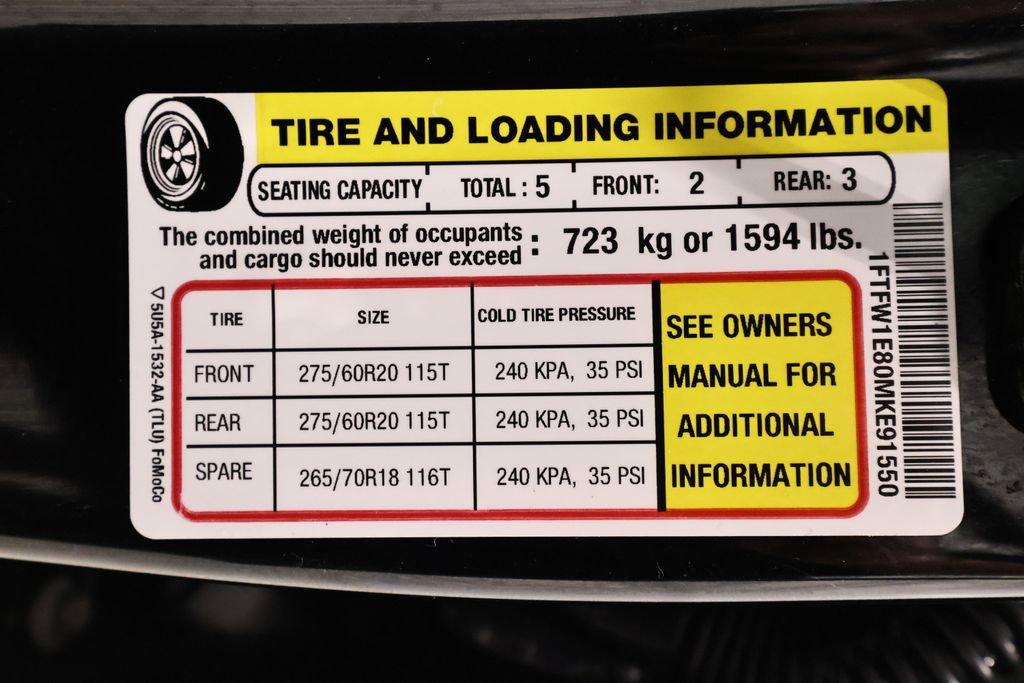 TIRE AND LOADING INFORMATION
SEATING CAPACITY TOTAL : 5 FRONT: 2 REAR: 3
The combined weight of occupants
and cargo should never exceed : 723 kg or 1594 lbs.
TIRE SIZE COLD TIRE PRESSURE
FRONT 275/60R20 115T 240 KPA, 35 PSI
REAR 275/60R20 115T 240 KPA, 35 PSI
SPARE 265/70R18 116T 240 KPA, 35 PSI
SEE OWNERS
MANUAL FOR
ADDITIONAL
INFORMATION
5U5A-1532-AA (TLU) FoMoCo
1FTFW1E80MKE91550